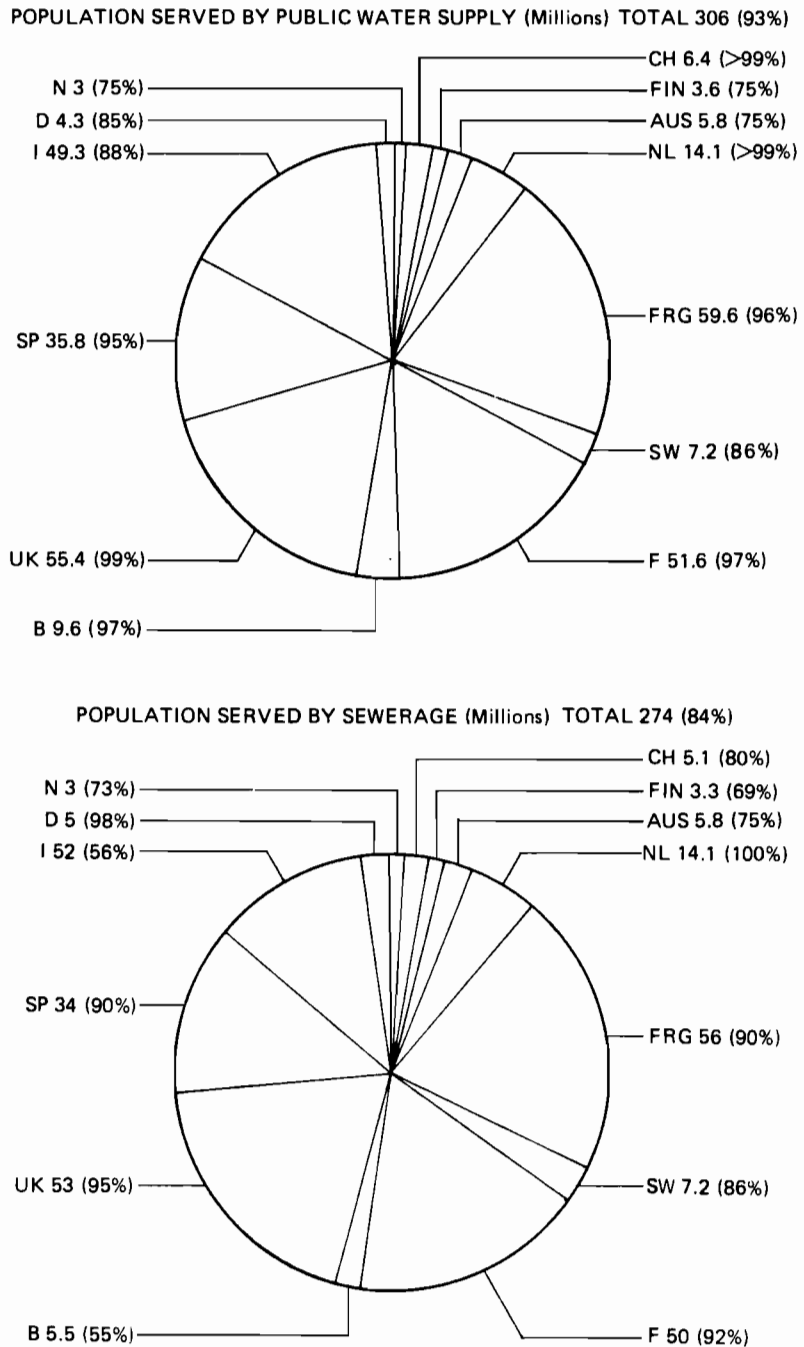 POPULATION SERVED BY PUBLIC WATER SUPPLY (Millions) TOTAL 306 (93%)
CH 6.4 (>99%)
N 3 (75%)
FIN 3.6 (75%)
D 4.3 (85%)
AUS 5.8 (75%)
I 49.3 (88%)
NL 14.1 (>99%)
FRG 59.6 (96%)
SP 35.8 (95%)
SW 7.2 (86%)
UK 55.4 (99%)
F 51.6 (97%)
B 9.6 (97%)
POPULATION SERVED BY SEWERAGE (Millions) TOTAL 274 (84%)
CH 5.1 (80%)
N 3 (73%)
FIN 3.3 (69%)
D 5 (98%)
AUS 5.8 (75%)
I 52 (56%)
NL 14.1 (100%)
SP 34 (90%)
FRG 56 (90%)
UK 53 (95%)
SW 7.2 (86%)
B 5.5 (55%)
F 50 (92%)